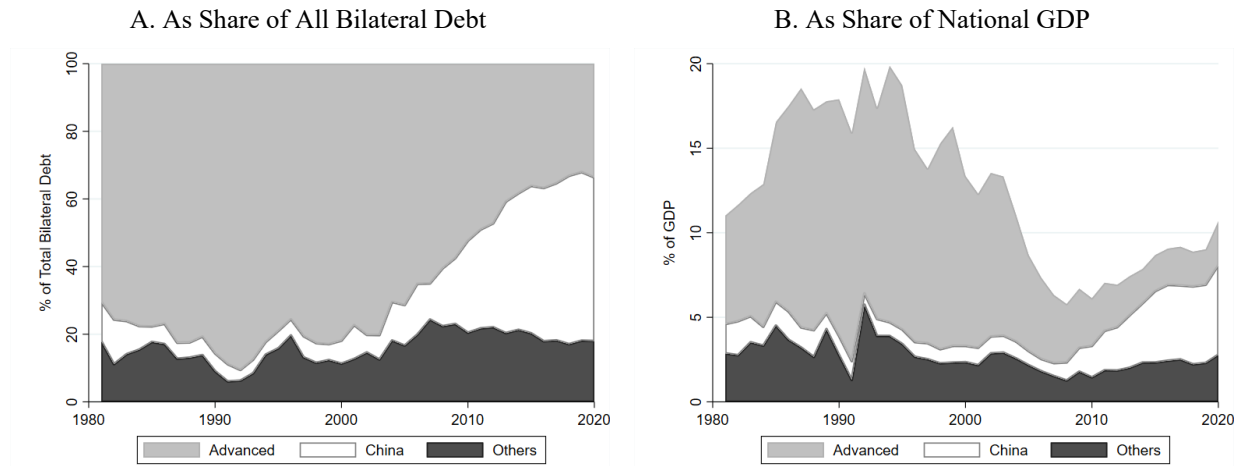 A. As Share of All Bilateral Debt
% of Total Bilateral Debt
100
80
60
40
20
0
1980 1990 2000 2010 2020
Advanced China Others
B. As Share of National GDP
% of GDP
20
15
10
5
0
1980 1990 2000 2010 2020
Advanced China Others